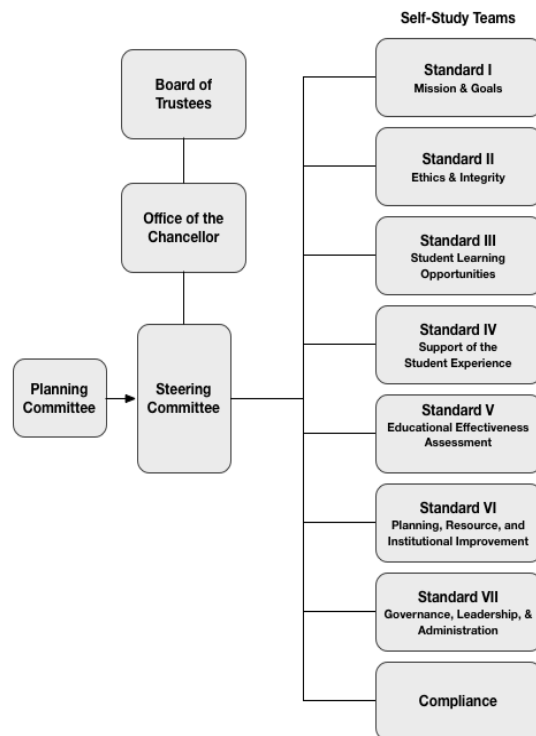 Self-Study Teams
Board of
Trustees
Office of the
Chancellor
Planning
Committee
Steering
Committee
Standard I
Mission & Goals
Standard II
Ethics & Integrity
Standard III
Student Learning
Opportunities
Standard IV
Support of the
Student Experience
Standard V
Educational Effectiveness
Assessment
Standard VI
Planning, Resource, and
Institutional Improvement
Standard VII
Governance, Leadership, &
Administration
Compliance